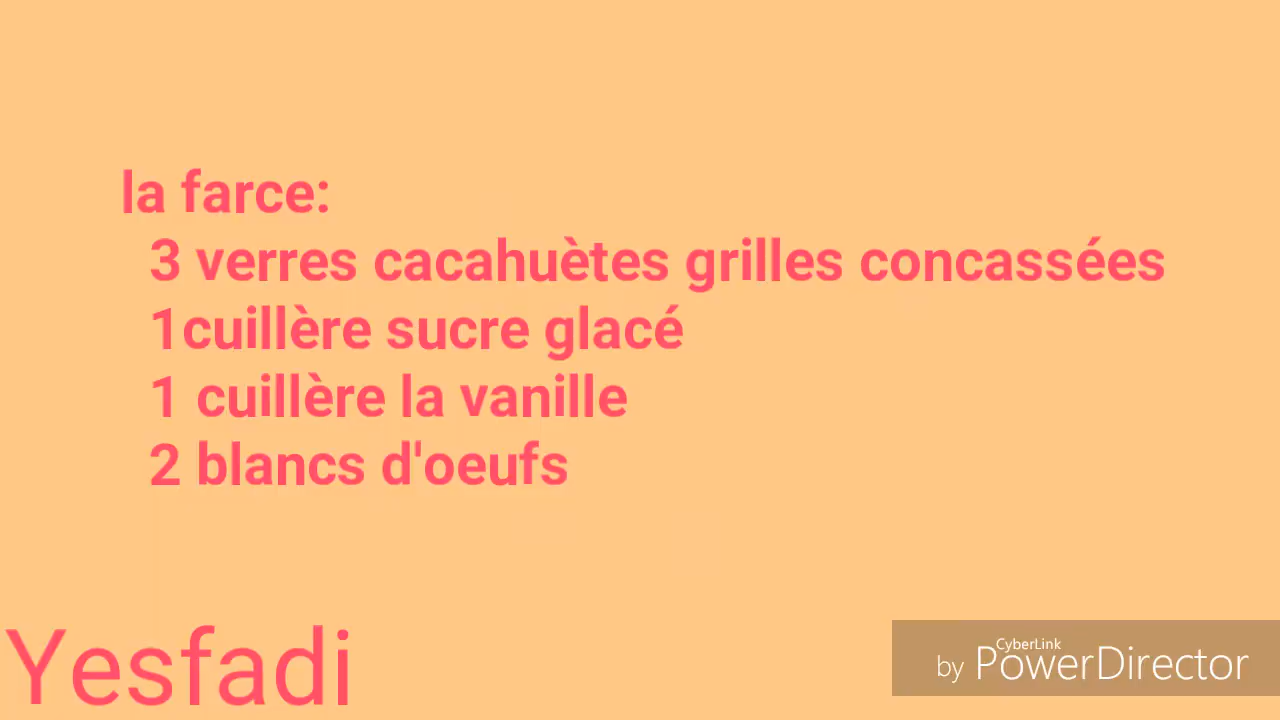 la farce:
3 verres cacahuètes grilles concassées
1cuillère sucre glacé
1 cuillère la vanille
2 blancs d'oeufs
Yesfadi
CyberLink
by PowerDirector